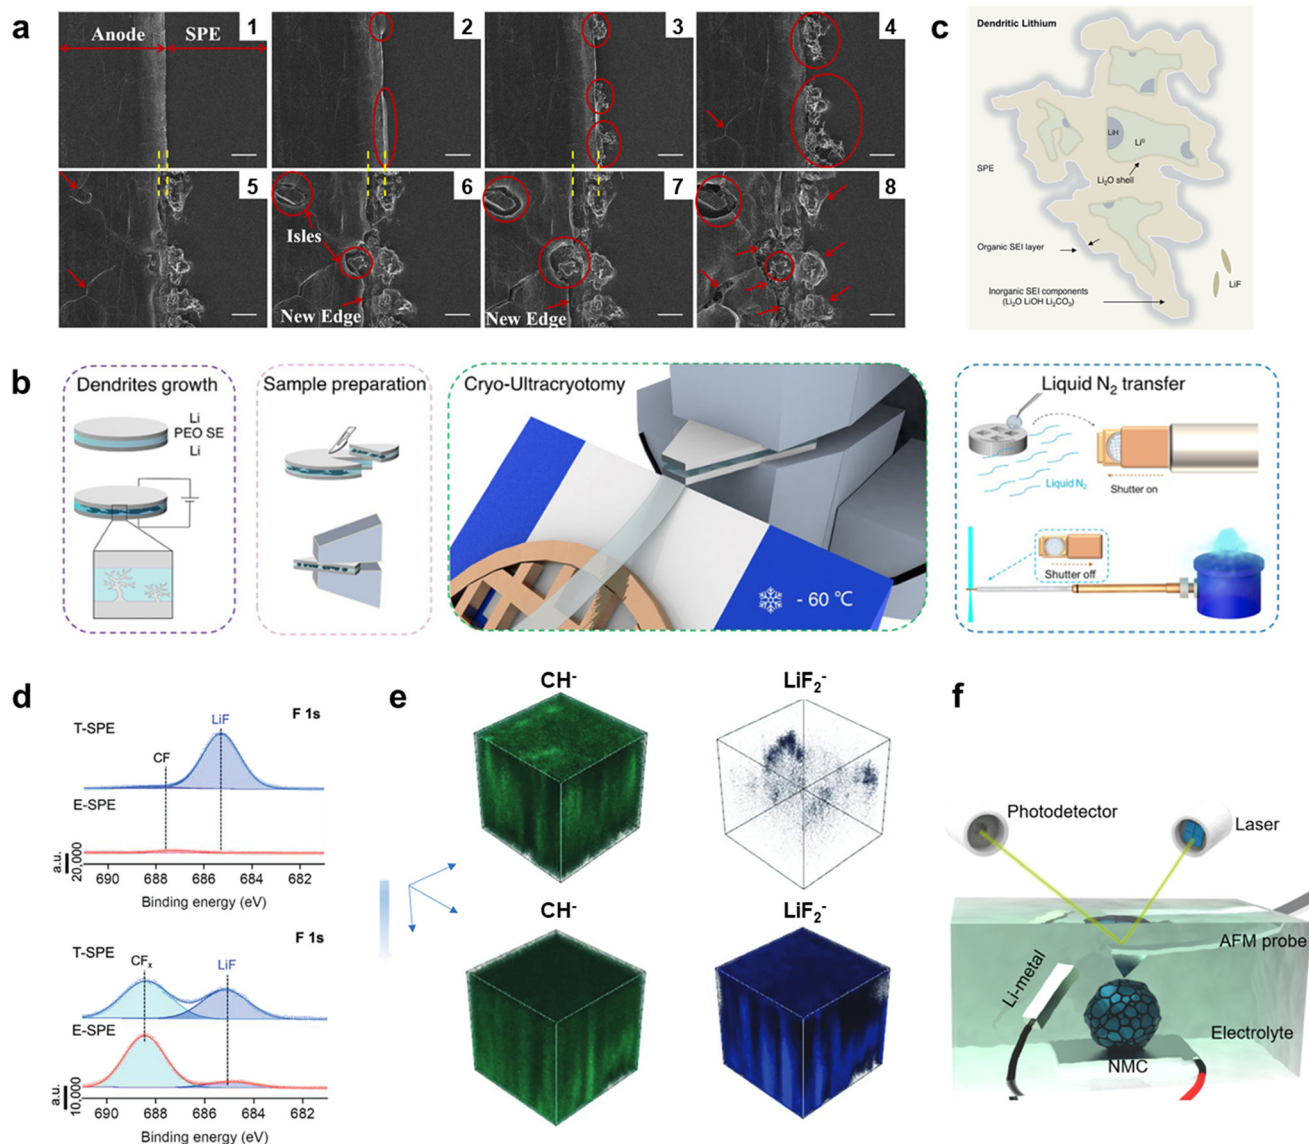 a
Anode
SPE
1
2
3
4
5
6
Isles
New Edge
7
New Edge
8
c
Dendritic Lithium
LiH
Li⁰
Li₂O shell
SPE
Organic SEI layer
Inorganic SEI components
(Li₂O LiOH Li₂CO₃)
LiF
b
Dendrites growth
Li
PEO SE
Li
Sample preparation
Cryo-Ultracryotomy
- 60 ℃
Liquid N₂ transfer
Liquid N₂
Shutter on
Shutter off
d
F 1s
T-SPE
LiF
CF
E-SPE
a.u.
20,000
690 688 686 684 682
Binding energy (eV)
F 1s
T-SPE
CFₓ
LiF
E-SPE
a.u.
10,000
690 688 686 684 682
Binding energy (eV)
e
CH⁻
LiF₂⁻
CH⁻
LiF₂⁻
f
Photodetector
Laser
AFM probe
Li-metal
Electrolyte
NMC